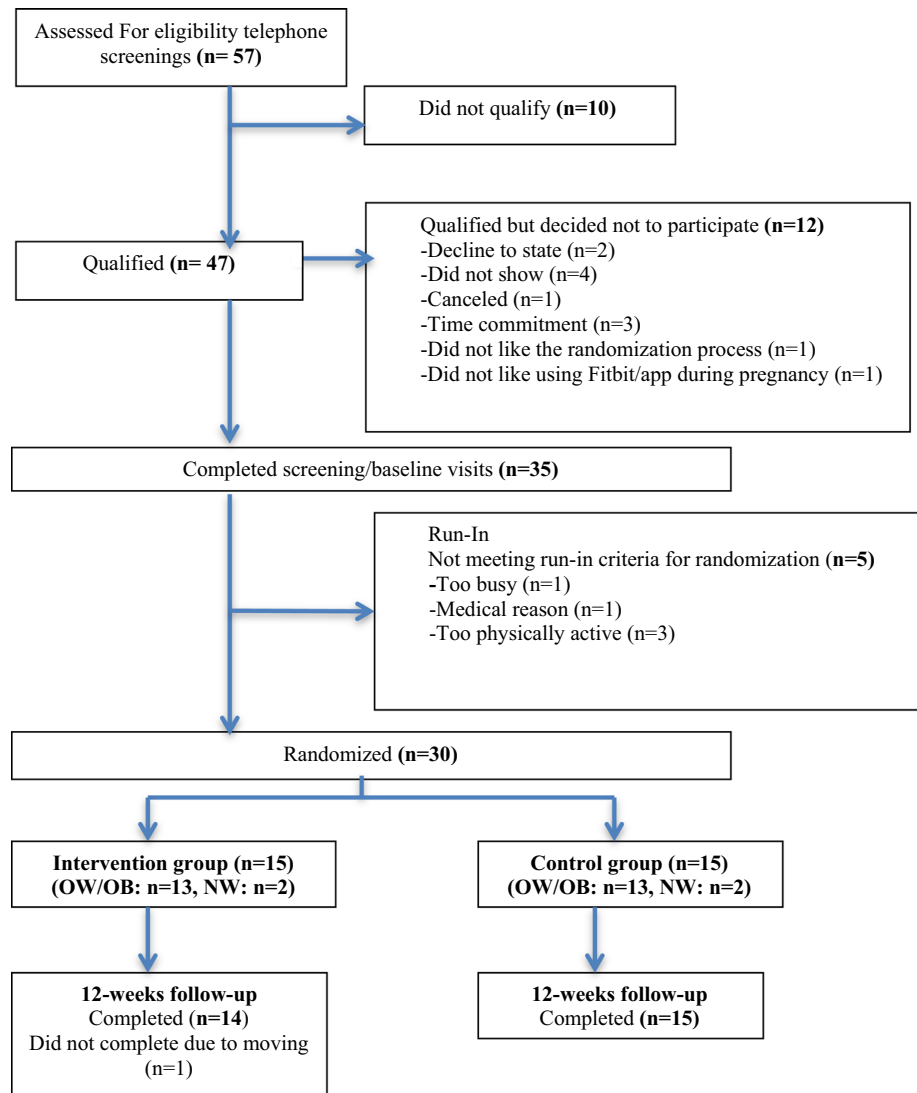 Assessed For eligibility telephone
screenings (n= 57)
Did not qualify (n=10)
Qualified but decided not to participate (n=12)
-Decline to state (n=2)
-Did not show (n=4)
-Canceled (n=1)
-Time commitment (n=3)
-Did not like the randomization process (n=1)
-Did not like using Fitbit/app during pregnancy (n=1)
Qualified (n= 47)
Completed screening/baseline visits (n=35)
Run-In
Not meeting run-in criteria for randomization (n=5)
-Too busy (n=1)
-Medical reason (n=1)
-Too physically active (n=3)
Randomized (n=30)
Intervention group (n=15)
(OW/OB: n=13, NW: n=2)
Control group (n=15)
(OW/OB: n=13, NW: n=2)
12-weeks follow-up
Completed (n=14)
Did not complete due to moving
(n=1)
12-weeks follow-up
Completed (n=15)